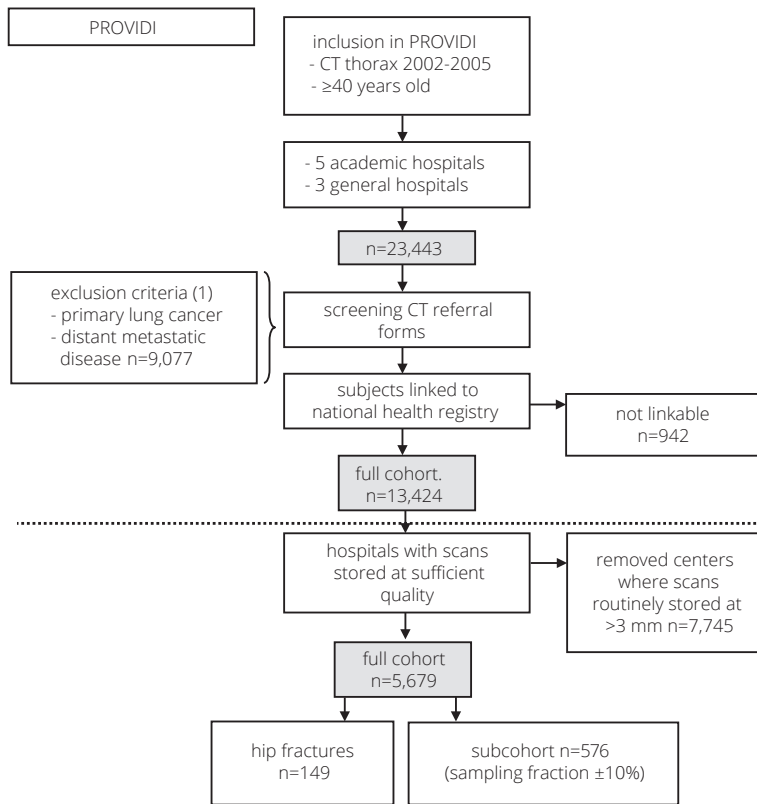 PROVIDI
inclusion in PROVIDI
- CT thorax 2002-2005
- ≥40 years old
- 5 academic hospitals
- 3 general hospitals
n=23,443
exclusion criteria (1)
- primary lung cancer
- distant metastatic
disease n=9,077
screening CT referral
forms
subjects linked to
national health registry
not linkable
n=942
full cohort.
n=13,424
hospitals with scans
stored at sufficient
quality
removed centers
where scans
routinely stored at
>3 mm n=7,745
full cohort
n=5,679
hip fractures
n=149
subcohort n=576
(sampling fraction ±10%)